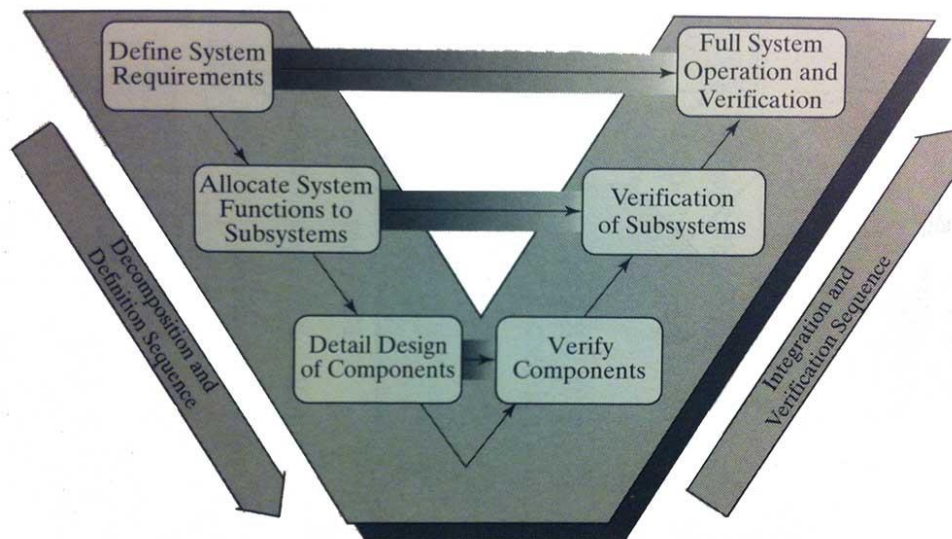 Define System
Requirements
Full System
Operation and
Verification
Allocate System
Functions to
Subsystems
Verification
of Subsystems
Detail Design
of Components
Verify
Components
Decomposition and
Definition Sequence
Integration and
Verification Sequence